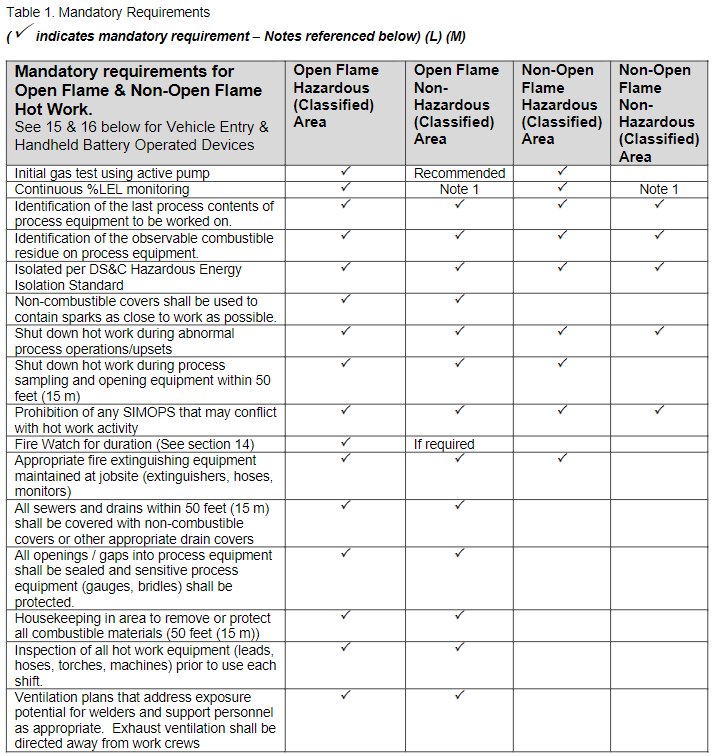 Table 1. Mandatory Requirements
(✓ indicates mandatory requirement – Notes referenced below) (L) (M)
Mandatory requirements for
Open Flame & Non-Open Flame
Hot Work.
See 15 & 16 below for Vehicle Entry &
Handheld Battery Operated Devices
Open Flame
Hazardous
(Classified)
Area
Open Flame
Non-
Hazardous
(Classified)
Area
Non-Open
Flame
Hazardous
(Classified)
Area
Non-Open
Flame
Non-
Hazardous
(Classified)
Area
Initial gas test using active pump ✓ Recommended ✓
Continuous %LEL monitoring ✓ Note 1 ✓ Note 1
Identification of the last process contents of ✓ ✓ ✓ ✓
process equipment to be worked on.
Identification of the observable combustible ✓ ✓ ✓ ✓
residue on process equipment.
Isolated per DS&C Hazardous Energy ✓ ✓ ✓ ✓
Isolation Standard
Non-combustible covers shall be used to ✓ ✓
contain sparks as close to work as possible.
Shut down hot work during abnormal ✓ ✓ ✓ ✓
process operations/upsets
Shut down hot work during process ✓ ✓ ✓
sampling and opening equipment within 50
feet (15 m)
Prohibition of any SIMOPS that may conflict ✓ ✓ ✓ ✓
with hot work activity
Fire Watch for duration (See section 14) ✓ If required
Appropriate fire extinguishing equipment ✓ ✓ ✓
maintained at jobsite (extinguishers, hoses,
monitors)
All sewers and drains within 50 feet (15 m) ✓ ✓
shall be covered with non-combustible
covers or other appropriate drain covers
All openings / gaps into process equipment ✓ ✓
shall be sealed and sensitive process
equipment (gauges, bridles) shall be
protected.
Housekeeping in area to remove or protect ✓ ✓
all combustible materials (50 feet (15 m))
Inspection of all hot work equipment (leads, ✓ ✓
hoses, torches, machines) prior to use each
shift.
Ventilation plans that address exposure ✓ ✓
potential for welders and support personnel
as appropriate. Exhaust ventilation shall be
directed away from work crews